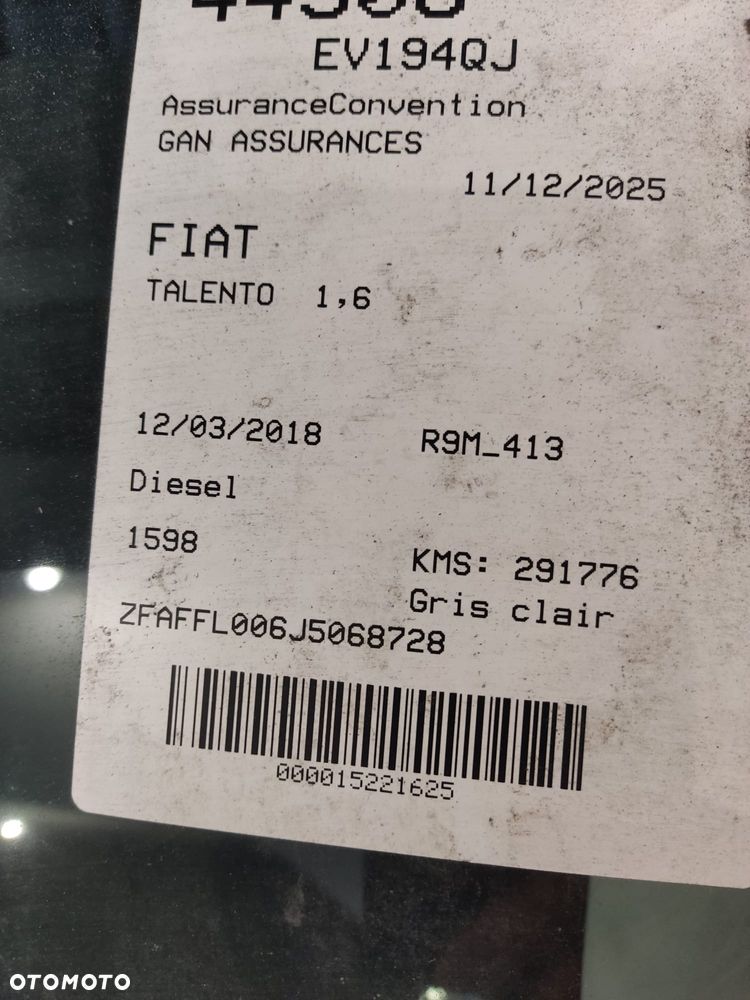 EV194QJ
AssuranceConvention
GAN ASSURANCES
11/12/2025
FIAT
TALENTO 1,6
12/03/2018 R9M_413
Diesel
1598 KMS: 291776
Gris clair
ZFAFFL006J5068728
000015221625
OTOMOTO